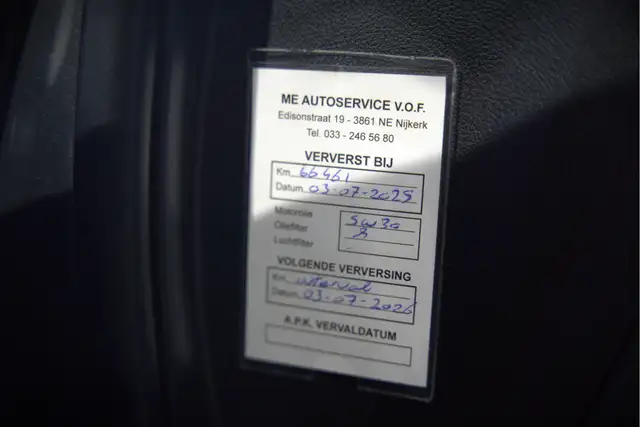 ME AUTOSERVICE V.O.F.
Edisonstraat 19 - 3861 NE Nijkerk
Tel. 033 - 246 56 80
VERVERST BIJ
Km. 66461
Datum 03-07-2025
Motorolie 5w30
Oliefilter
Luchtfilter
VOLGENDE VERVERSING
Km. interval
Datum 03-07-2026
A.P.K. VERVALDATUM